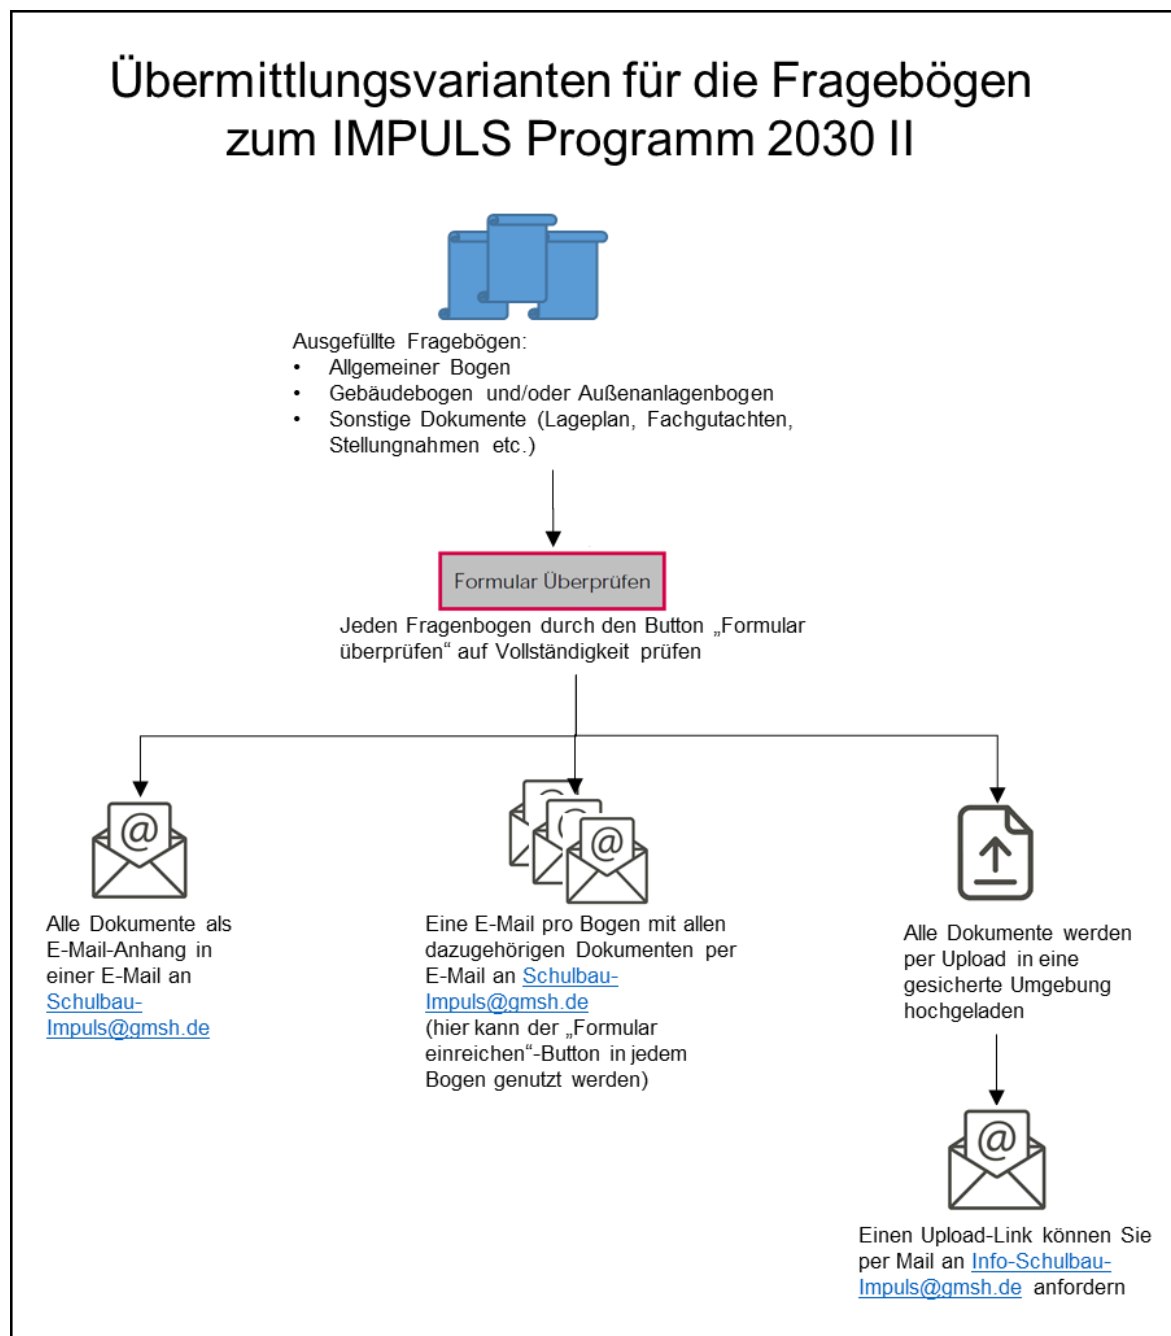 Übermittlungsvarianten für die Fragebögen
zum IMPULS Programm 2030 II
Ausgefüllte Fragebögen:
• Allgemeiner Bogen
• Gebäudebogen und/oder Außenanlagenbogen
• Sonstige Dokumente (Lageplan, Fachgutachten,
Stellungnahmen etc.)
Formular Überprüfen
Jeden Fragenbogen durch den Button „Formular
überprüfen“ auf Vollständigkeit prüfen
Alle Dokumente als
E-Mail-Anhang in
einer E-Mail an
Schulbau-
Impuls@gmsh.de
Eine E-Mail pro Bogen mit allen
dazugehörigen Dokumenten per
E-Mail an Schulbau-
Impuls@gmsh.de
(hier kann der „Formular
einreichen“-Button in jedem
Bogen genutzt werden)
Alle Dokumente werden
per Upload in eine
gesicherte Umgebung
hochgeladen
Einen Upload-Link können Sie
per Mail an Info-Schulbau-
Impuls@gmsh.de anfordern